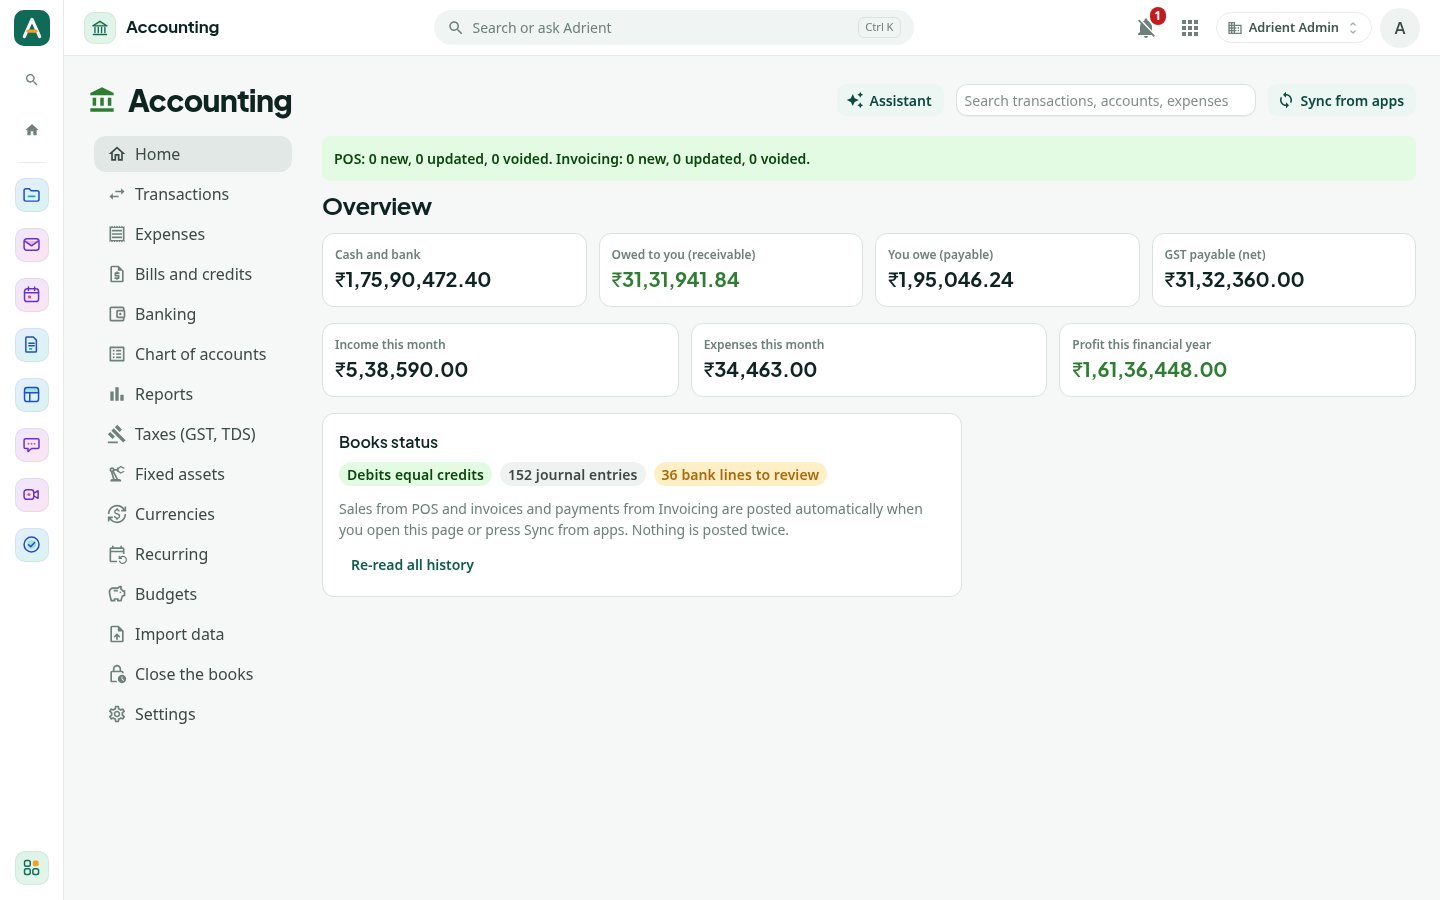 Accounting
Search or ask Adrient
Ctrl K
1
Adrient Admin
A
Accounting
Assistant
Search transactions, accounts, expenses
Sync from apps
Home
Transactions
Expenses
Bills and credits
Banking
Chart of accounts
Reports
Taxes (GST, TDS)
Fixed assets
Currencies
Recurring
Budgets
Import data
Close the books
Settings
POS: 0 new, 0 updated, 0 voided. Invoicing: 0 new, 0 updated, 0 voided.
Overview
Cash and bank
₹1,75,90,472.40
Owed to you (receivable)
₹31,31,941.84
You owe (payable)
₹1,95,046.24
GST payable (net)
₹31,32,360.00
Income this month
₹5,38,590.00
Expenses this month
₹34,463.00
Profit this financial year
₹1,61,36,448.00
Books status
Debits equal credits
152 journal entries
36 bank lines to review
Sales from POS and invoices and payments from Invoicing are posted automatically when
you open this page or press Sync from apps. Nothing is posted twice.
Re-read all history